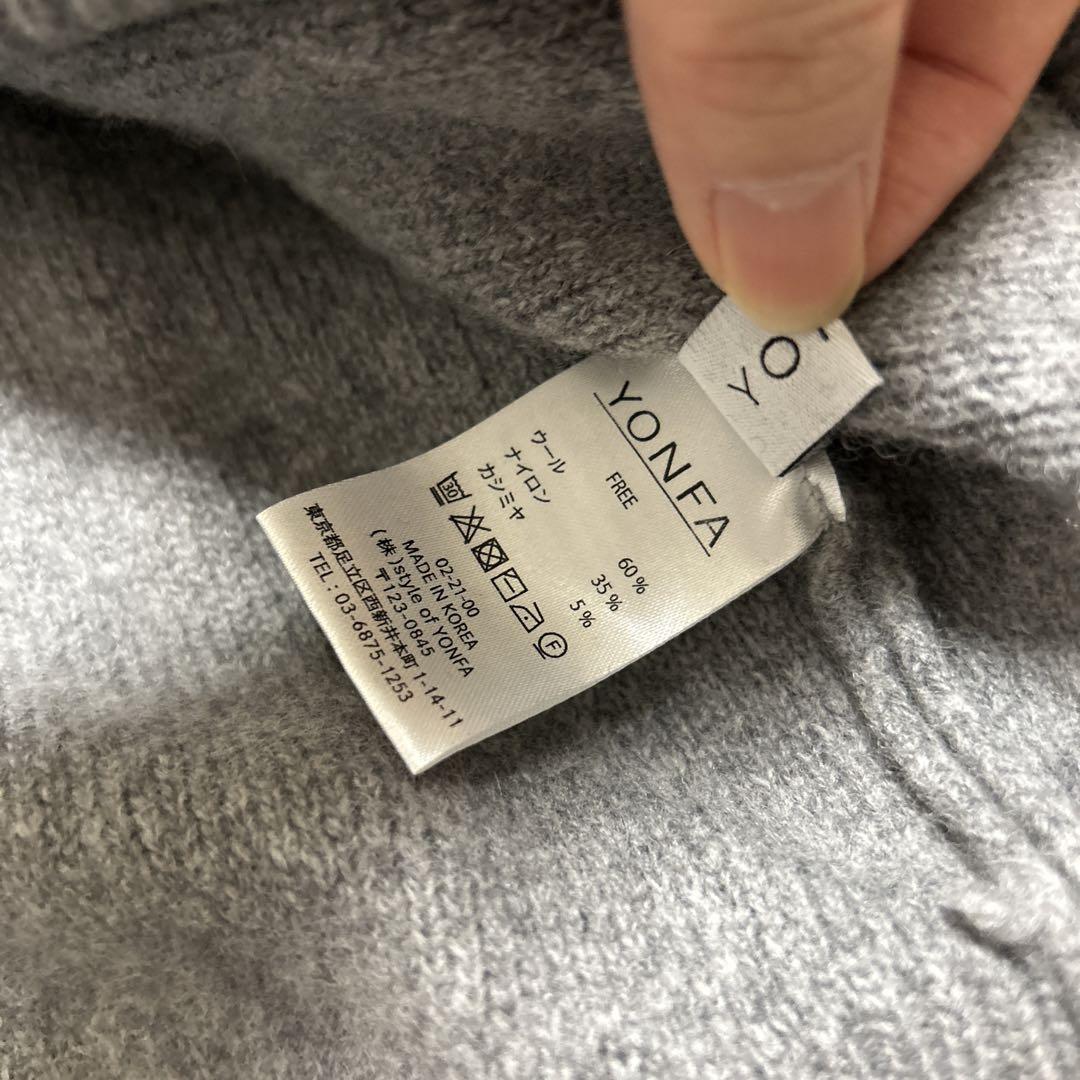 YO
YONFA
FREE
ウール 60%
ナイロン 35%
カシミヤ 5%
30
F
02-21-00
MADE IN KOREA
(株)style of YONFA
〒123-0845
東京都足立区西新井本町1-14-11
TEL:03-6875-1253